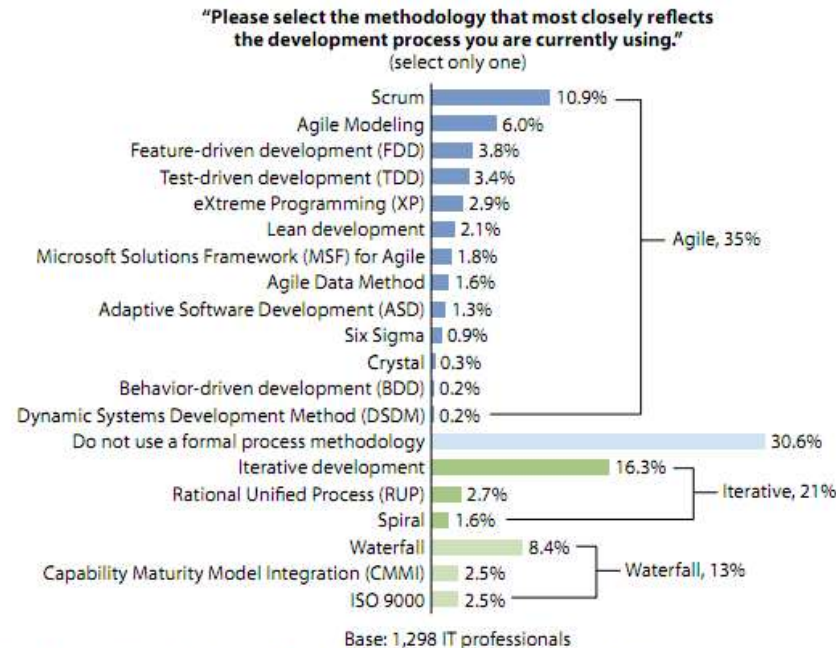 “Please select the methodology that most closely reflects
the development process you are currently using.”
(select only one)
Scrum 10.9%
Agile Modeling 6.0%
Feature-driven development (FDD) 3.8%
Test-driven development (TDD) 3.4%
eXtreme Programming (XP) 2.9%
Lean development 2.1%
Agile, 35%
Microsoft Solutions Framework (MSF) for Agile 1.8%
Agile Data Method 1.6%
Adaptive Software Development (ASD) 1.3%
Six Sigma 0.9%
Crystal 0.3%
Behavior-driven development (BDD) 0.2%
Dynamic Systems Development Method (DSDM) 0.2%
Do not use a formal process methodology 30.6%
Iterative development 16.3%
Rational Unified Process (RUP) 2.7%
Iterative, 21%
Spiral 1.6%
Waterfall 8.4%
Capability Maturity Model Integration (CMMI) 2.5%
Waterfall, 13%
ISO 9000 2.5%
Base: 1,298 IT professionals